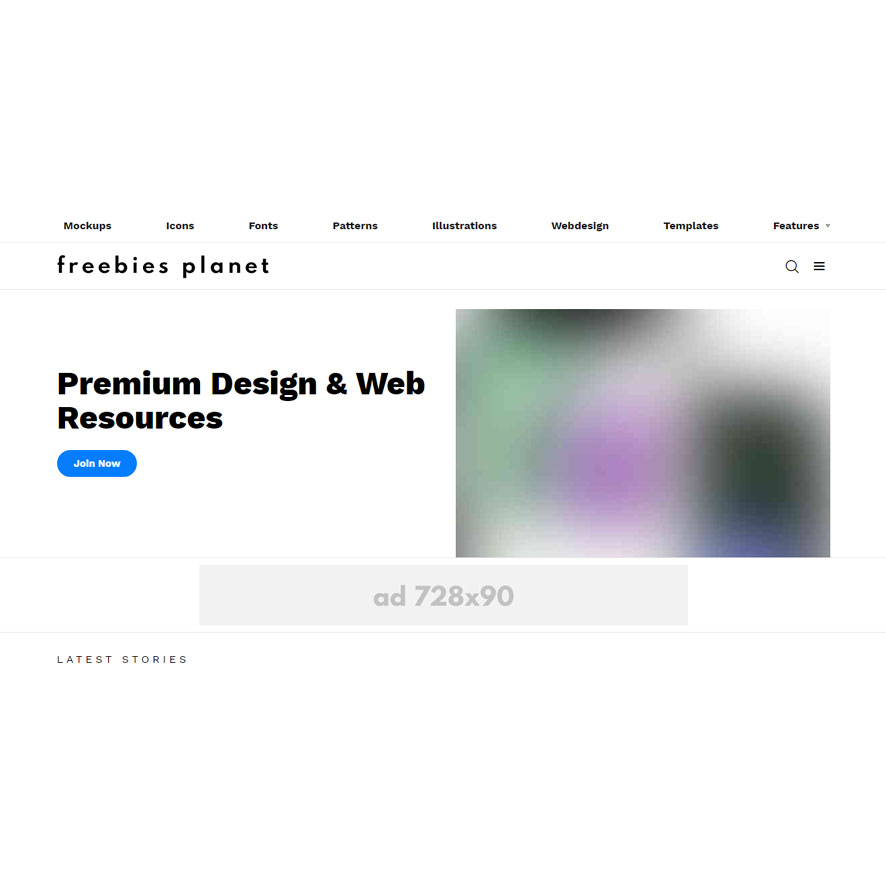 Mockups Icons Fonts Patterns Illustrations Webdesign Templates Features
freebies planet
Premium Design & Web
Resources
Join Now
ad 728x90
LATEST STORIES